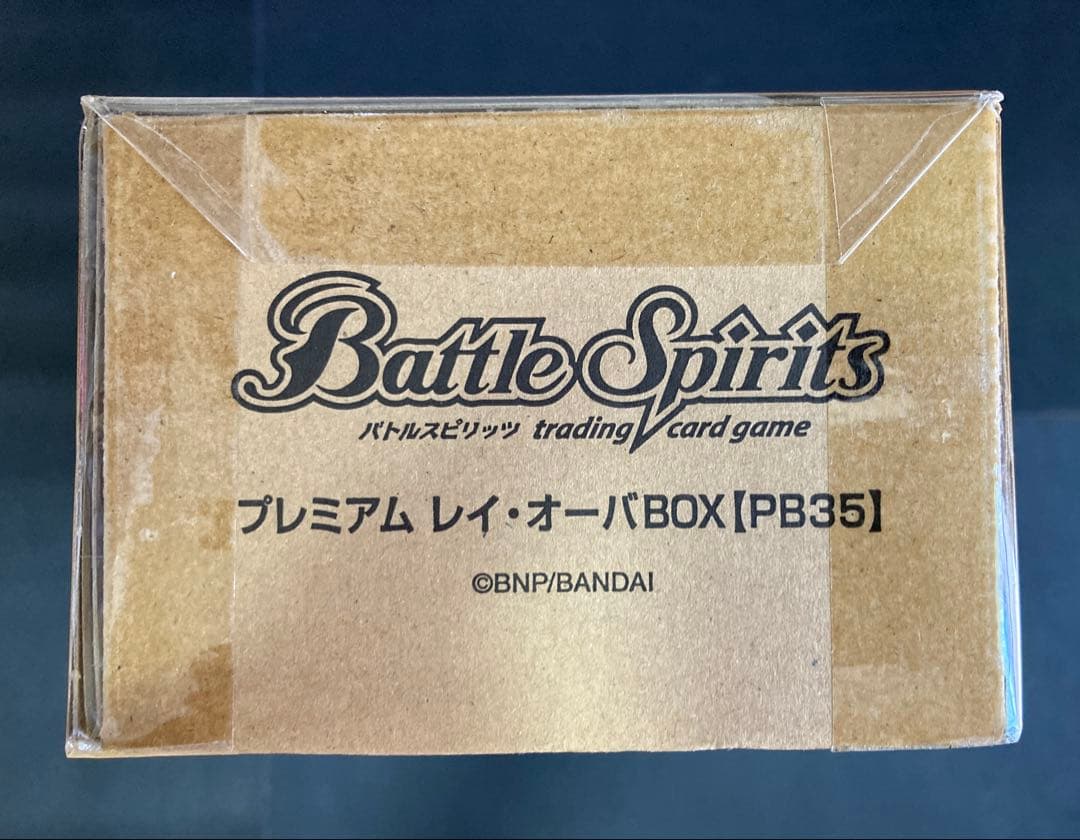 Battle Spirits
バトルスピリッツ trading card game
プレミアム レイ・オーバBOX【PB35】
©BNP/BANDAI